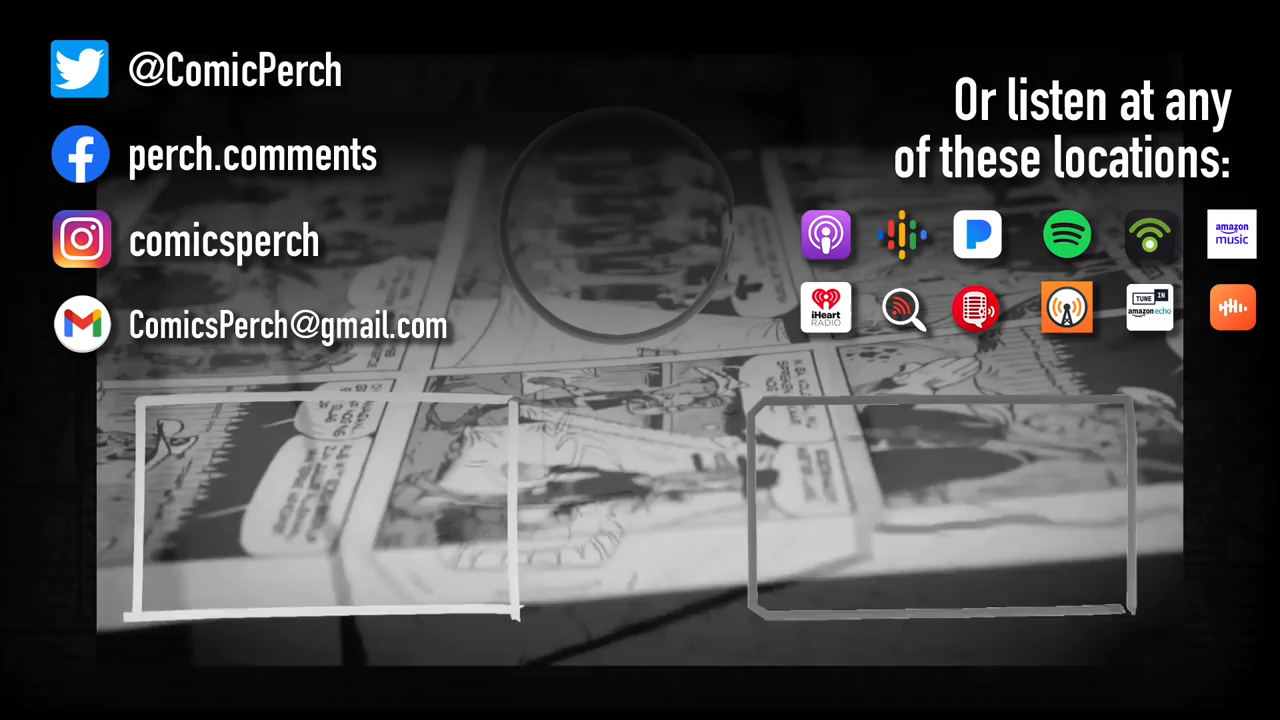 @ComicPerch
perch.comments
comicsperch
ComicsPerch@gmail.com
Or listen at any
of these locations:
amazon
music
iHeart
RADIO
TUNE IN
amazon echo